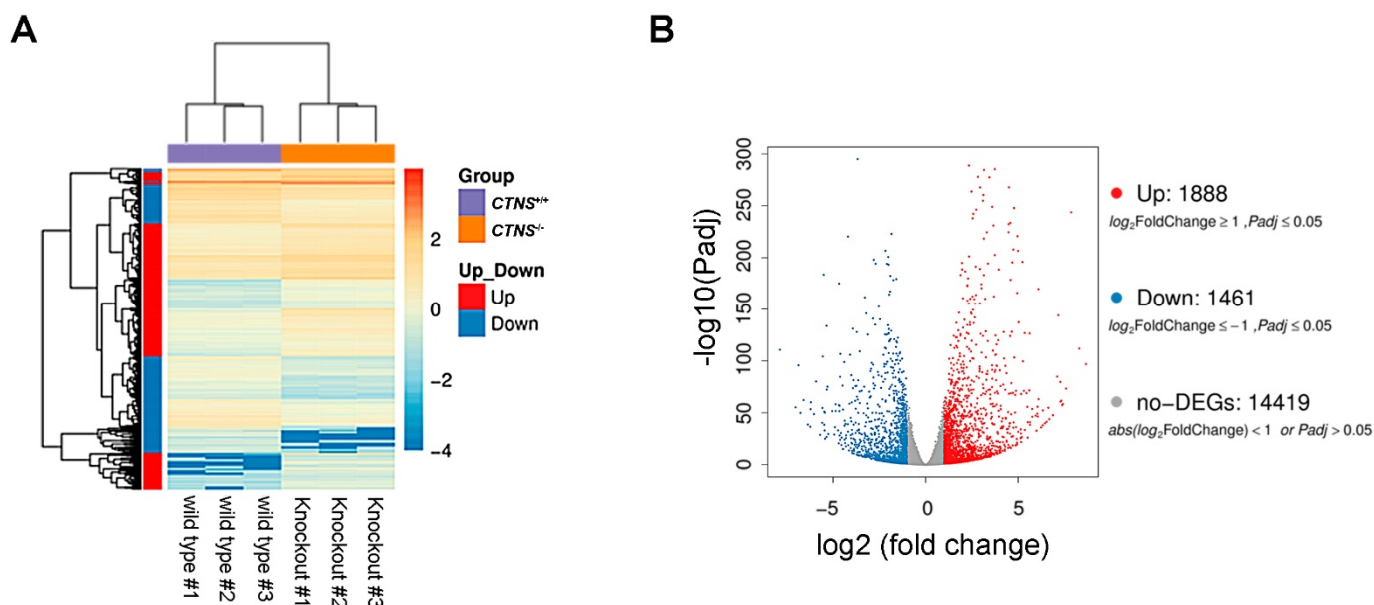 A
Group
CTNS+/+
CTNS-/-
Up_Down
Up
Down
2
0
−2
−4
wild type #1
wild type #2
wild type #3
Knockout #1
Knockout #2
Knockout #3
B
-log10(Padj)
300
250
200
150
100
50
0
−5 0 5
log2 (fold change)
Up: 1888
log2FoldChange ≥ 1 ,Padj ≤ 0.05
Down: 1461
log2FoldChange ≤ −1 ,Padj ≤ 0.05
no−DEGs: 14419
abs(log2FoldChange) < 1 or Padj > 0.05